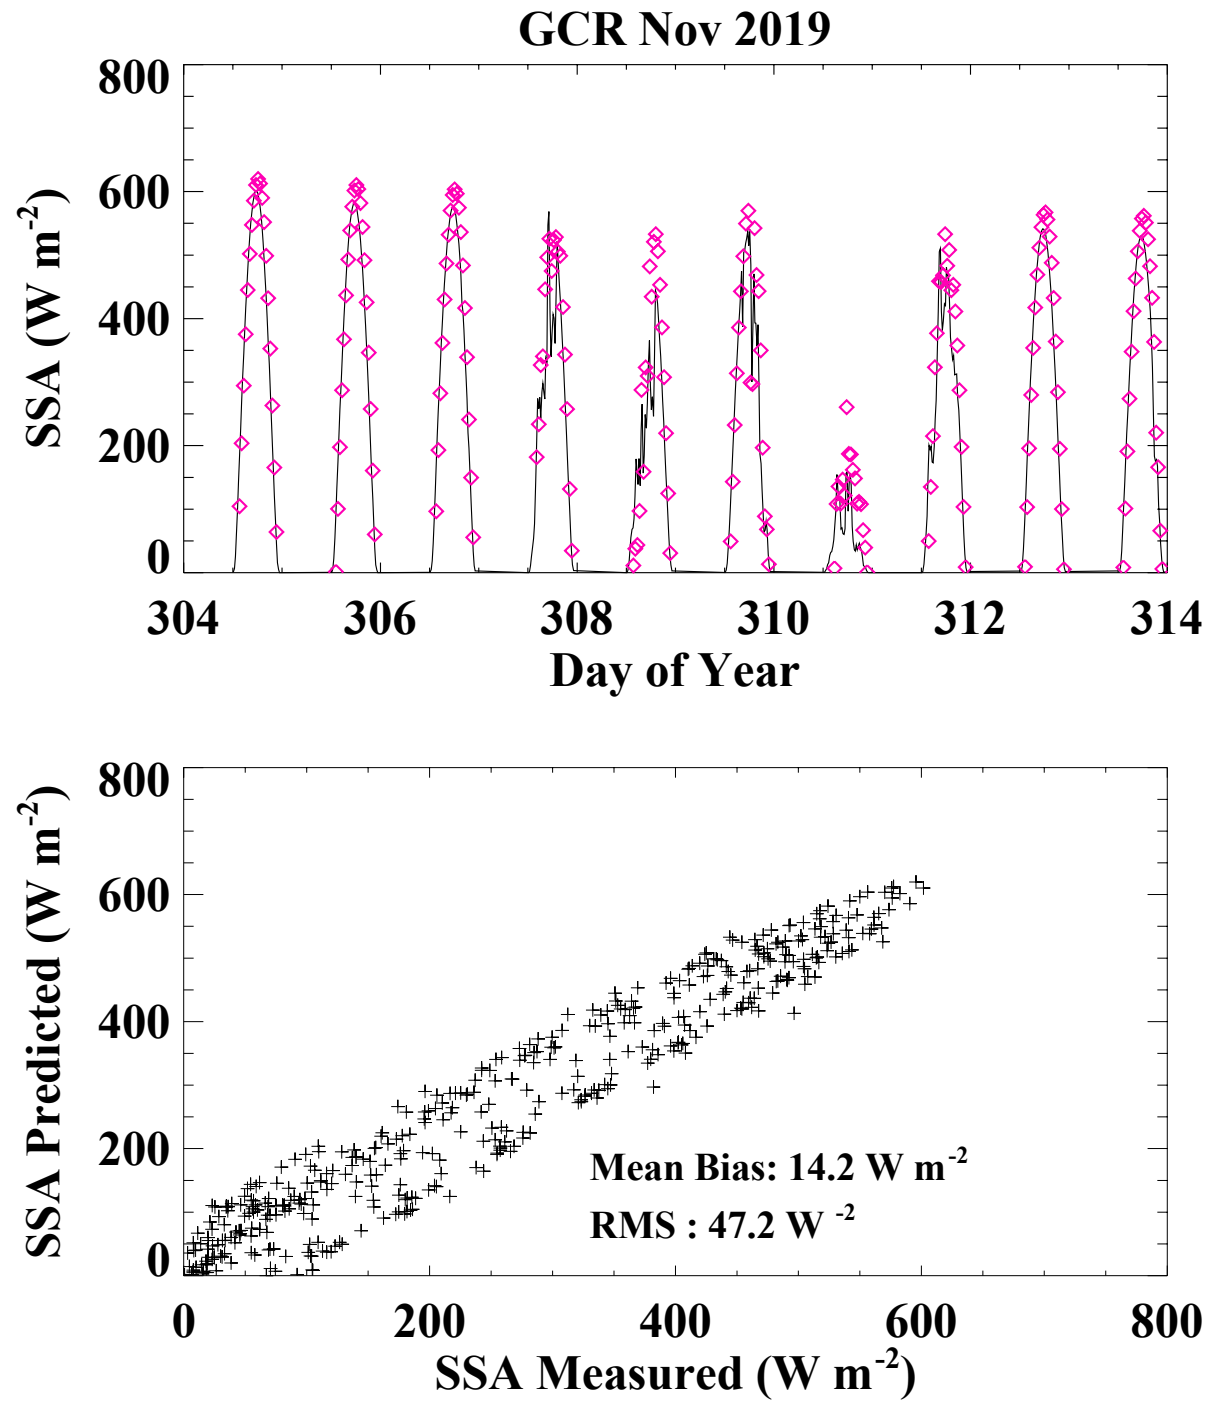 GCR Nov 2019
SSA (W m-2)
800
600
400
200
0
304 306 308 310 312 314
Day of Year
SSA Predicted (W m-2)
800
600
400
200
0
Mean Bias: 14.2 W m-2
RMS : 47.2 W -2
0 200 400 600 800
SSA Measured (W m-2)